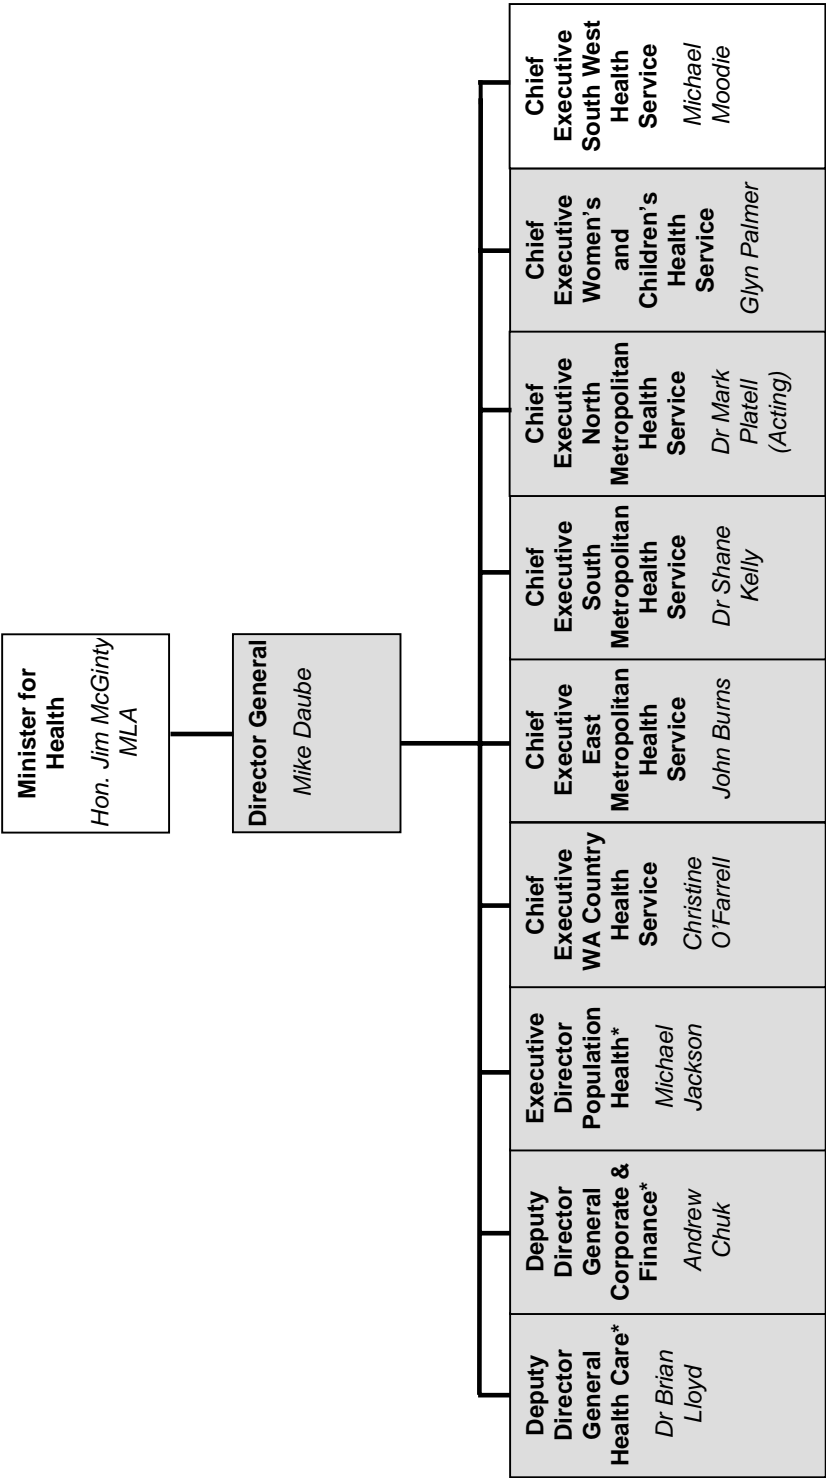 Minister for
Health
Hon. Jim McGinty
MLA
Director General
Mike Daube
Deputy
Director
General
Health Care*
Dr Brian
Lloyd
Deputy
Director
General
Corporate &
Finance*
Andrew
Chuk
Executive
Director
Population
Health*
Michael
Jackson
Chief
Executive
WA Country
Health
Service
Christine
O'Farrell
Chief
Executive
East
Metropolitan
Health
Service
John Burns
Chief
Executive
South
Metropolitan
Health
Service
Dr Shane
Kelly
Chief
Executive
North
Metropolitan
Health
Service
Dr Mark
Platell
(Acting)
Chief
Executive
Women's
and
Children's
Health
Service
Glyn Palmer
Chief
Executive
South West
Health
Service
Michael
Moodie